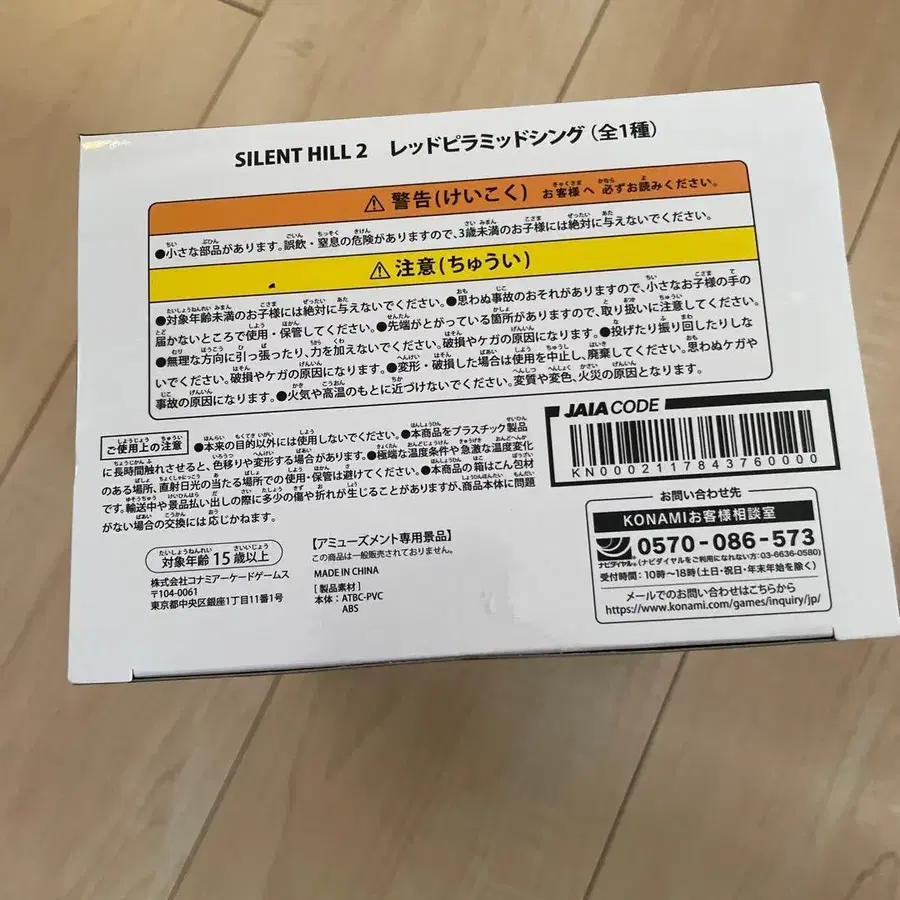 SILENT HILL 2 レッドピラミッドシング（全1種）
⚠ 警告(けいこく) お客様へ 必ずお読みください。
●小さな部品があります。誤飲・窒息の危険がありますので、3歳未満のお子様には絶対に与えないでください。
⚠ 注意(ちゅうい)
●対象年齢未満のお子様には絶対に与えないでください。●思わぬ事故のおそれがありますので、小さなお子様の手の
届かないところで使用・保管してください。●先端がとがっている箇所がありますので、取り扱いに注意してください。
●無理な方向に引っ張ったり、力を加えないでください。破損やケガの原因になります。●投げたり振り回したりしな
いでください。破損やケガの原因になります。●変形・破損した場合は使用を中止し、廃棄してください。思わぬケガや
事故の原因になります。●火気や高温のもとに近づけないでください。変質や変色、火災の原因となります。
ご使用上の注意 ●本来の目的以外には使用しないでください。●本商品をプラスチック製品
に長時間触れさせると、色移りや変形する場合があります。●極端な温度条件や急激な温度変化
のある場所、直射日光の当たる場所での使用・保管は避けてください。●本商品の箱はこん包材
です。輸送中や景品払い出しの際に多少の傷や折れが生じることがありますが、商品本体に問題
がない場合の交換には応じかねます。
対象年齢 15歳以上
株式会社コナミアーケードゲームス
〒104-0061
東京都中央区銀座1丁目11番1号
【アミューズメント専用景品】
この商品は一般販売されておりません。
MADE IN CHINA
［製品素材］
本体：ATBC-PVC
ABS
JAIA CODE
KN0002117843760000
お問い合わせ先
KONAMIお客様相談室
ナビダイヤル 0570-086-573
(ナビダイヤルをご利用になれない方:03-6636-0580)
受付時間：10時～18時(土日・祝日・年末年始を除く)
メールでのお問い合わせはこちらから
https://www.konami.com/games/inquiry/jp/